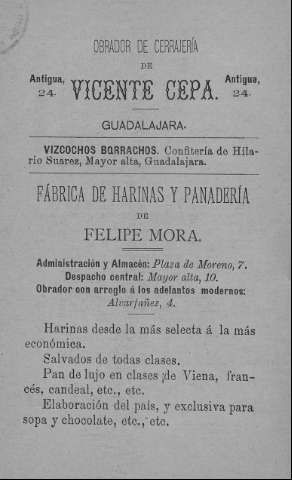 OBRADOR DE CERRAJERÍA
DE
Antigua, 24. VICENTE CEPA. Antigua, 24.
GUADALAJARA.
VIZCOCHOS BORRACHOS. Confitería de Hila-
rio Suarez, Mayor alta, Guadalajara.
FÁBRICA DE HARINAS Y PANADERÍA
DE
FELIPE MORA.
Administración y Almacén: Plaza de Moreno, 7.
Despacho central: Mayor alta, 10.
Obrador con arreglo á los adelantos modernos:
Alvarfañez, 4.
Harinas desde la más selecta á la más
económica.
Salvados de todas clases.
Pan de lujo en clases de Viena, fran-
cés, candeal, etc., etc.
Elaboración del país, y exclusiva para
sopa y chocolate, etc., etc.